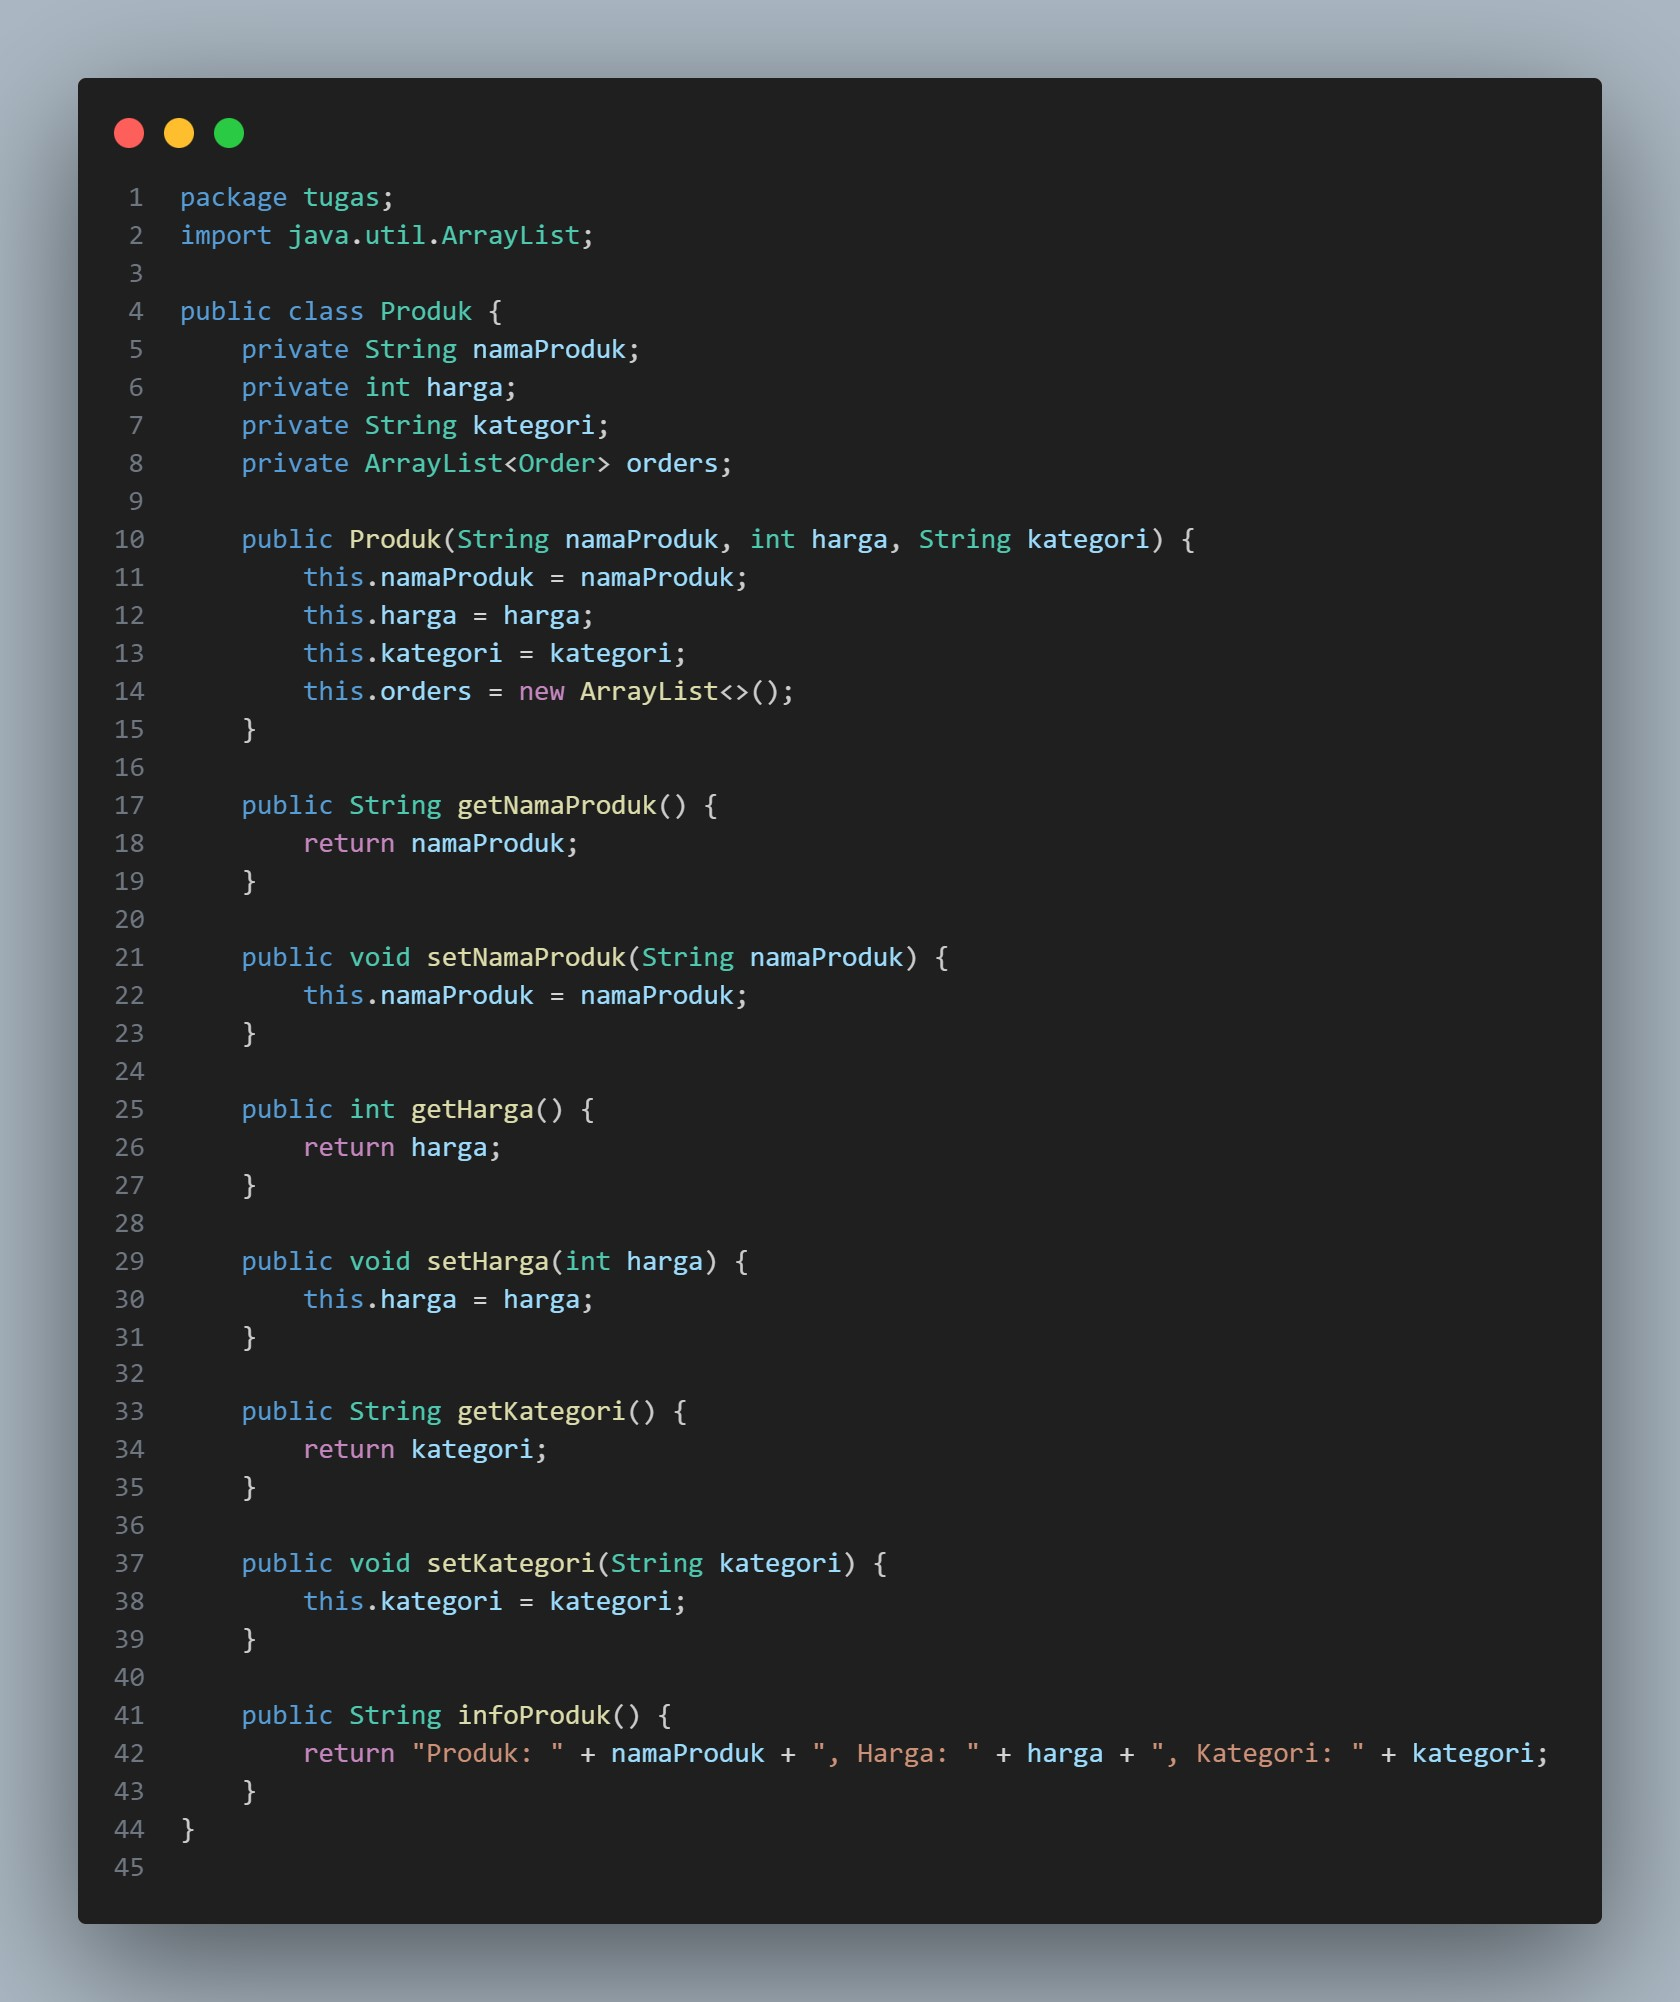 1 package tugas;
2 import java.util.ArrayList;
3
4 public class Produk {
5     private String namaProduk;
6     private int harga;
7     private String kategori;
8     private ArrayList<Order> orders;
9
10     public Produk(String namaProduk, int harga, String kategori) {
11         this.namaProduk = namaProduk;
12         this.harga = harga;
13         this.kategori = kategori;
14         this.orders = new ArrayList<>();
15     }
16
17     public String getNamaProduk() {
18         return namaProduk;
19     }
20
21     public void setNamaProduk(String namaProduk) {
22         this.namaProduk = namaProduk;
23     }
24
25     public int getHarga() {
26         return harga;
27     }
28
29     public void setHarga(int harga) {
30         this.harga = harga;
31     }
32
33     public String getKategori() {
34         return kategori;
35     }
36
37     public void setKategori(String kategori) {
38         this.kategori = kategori;
39     }
40
41     public String infoProduk() {
42         return "Produk: " + namaProduk + ", Harga: " + harga + ", Kategori: " + kategori;
43     }
44 }
45